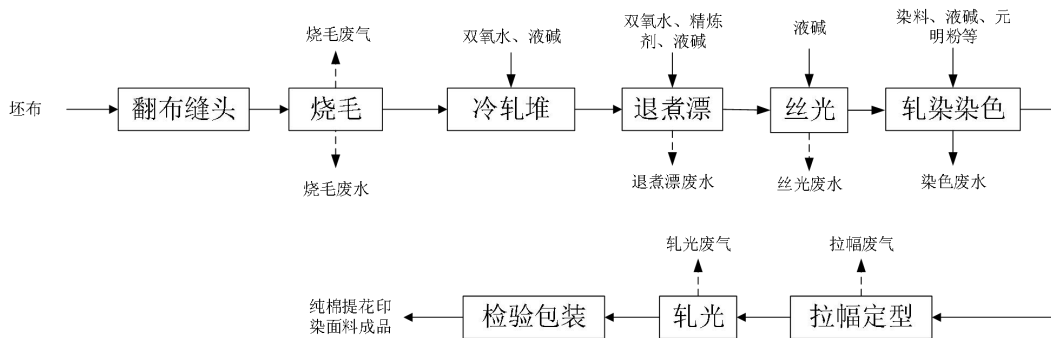 烧毛废气
双氧水、液碱
双氧水、精炼
剂、液碱
液碱
染料、液碱、元
明粉等
坯布
翻布缝头
烧毛
冷轧堆
退煮漂
丝光
轧染染色
烧毛废水
退煮漂废水
丝光废水
染色废水
轧光废气
拉幅废气
纯棉提花印
染面料成品
检验包装
轧光
拉幅定型